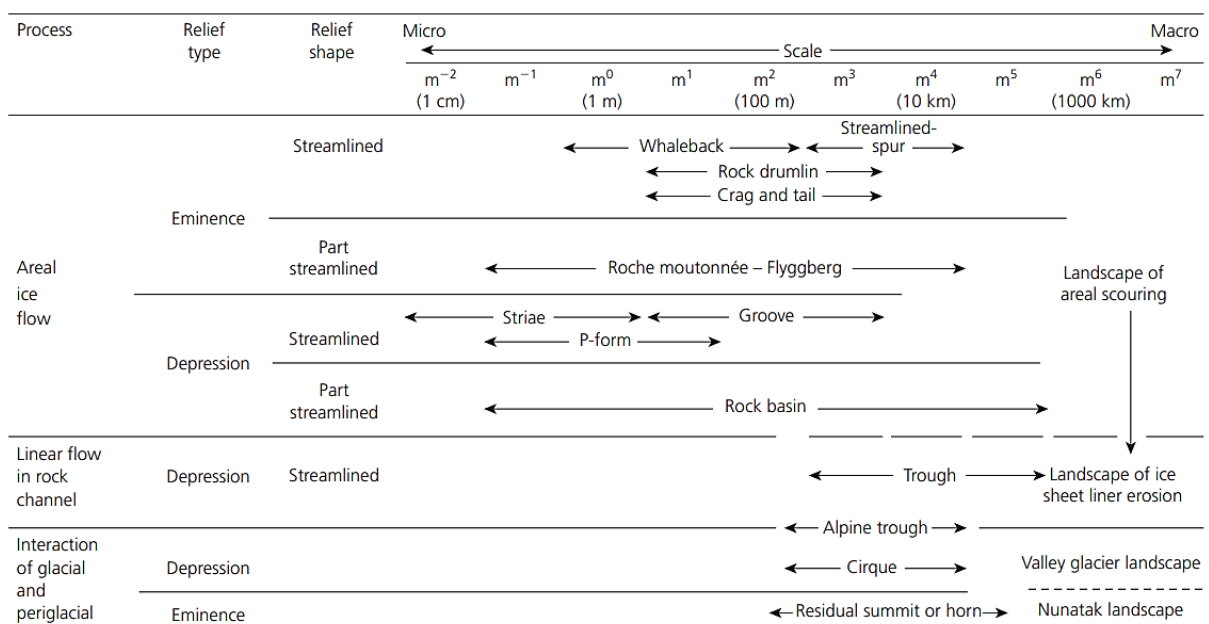 Process Relief type Relief shape Micro Macro
Scale
m⁻² (1 cm) m⁻¹ m⁰ (1 m) m¹ m² (100 m) m³ m⁴ (10 km) m⁵ m⁶ (1000 km) m⁷
Streamlined Whaleback Streamlined-
spur
Rock drumlin
Crag and tail
Eminence
Part
streamlined Roche moutonnée – Flyggberg
Areal
ice
flow
Landscape of
areal scouring
Striae Groove
Streamlined P-form
Depression
Part
streamlined Rock basin
Linear flow
in rock
channel
Depression Streamlined Trough Landscape of ice
sheet liner erosion
Alpine trough
Interaction
of glacial
and
periglacial
Depression Cirque Valley glacier landscape
Eminence Residual summit or horn Nunatak landscape